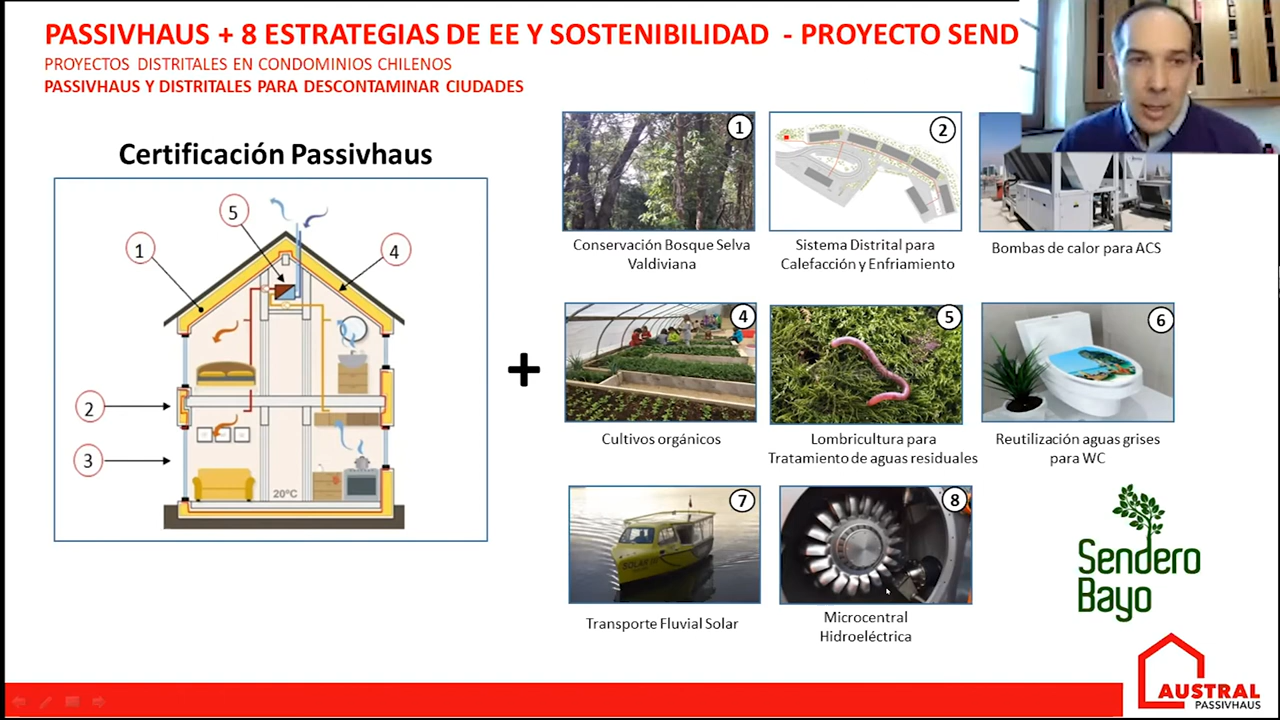 PASSIVHAUS + 8 ESTRATEGIAS DE EE Y SOSTENIBILIDAD - PROYECTO SEND
PROYECTOS DISTRITALES EN CONDOMINIOS CHILENOS
PASSIVHAUS Y DISTRITALES PARA DESCONTAMINAR CIUDADES
Certificación Passivhaus
5
1
4
2
3
20°C
+
1
Conservación Bosque Selva
Valdiviana
2
Sistema Distrital para
Calefacción y Enfriamiento
Bombas de calor para ACS
4
Cultivos orgánicos
5
Lombricultura para
Tratamiento de aguas residuales
6
Reutilización aguas grises
para WC
7
SOLAR
Transporte Fluvial Solar
8
Microcentral
Hidroeléctrica
Sendero
Bayo
AUSTRAL
PASSIVHAUS